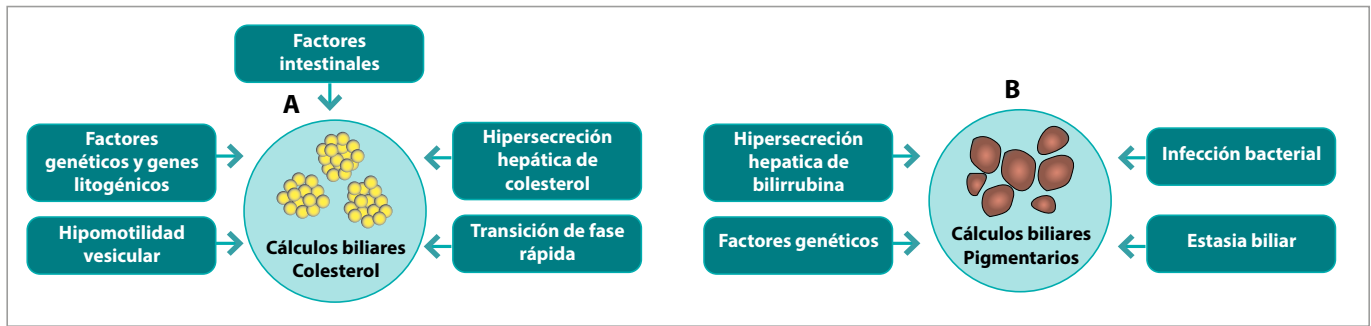 Factores
intestinales
A
Factores
genéticos y genes
litogénicos
Hipersecreción
hepática de
colesterol
Hipomotilidad
vesicular
Transición de fase
rápida
Cálculos biliares
Colesterol
B
Hipersecreción
hepatica de
bilirrubina
Infección bacterial
Factores genéticos
Estasia biliar
Cálculos biliares
Pigmentarios